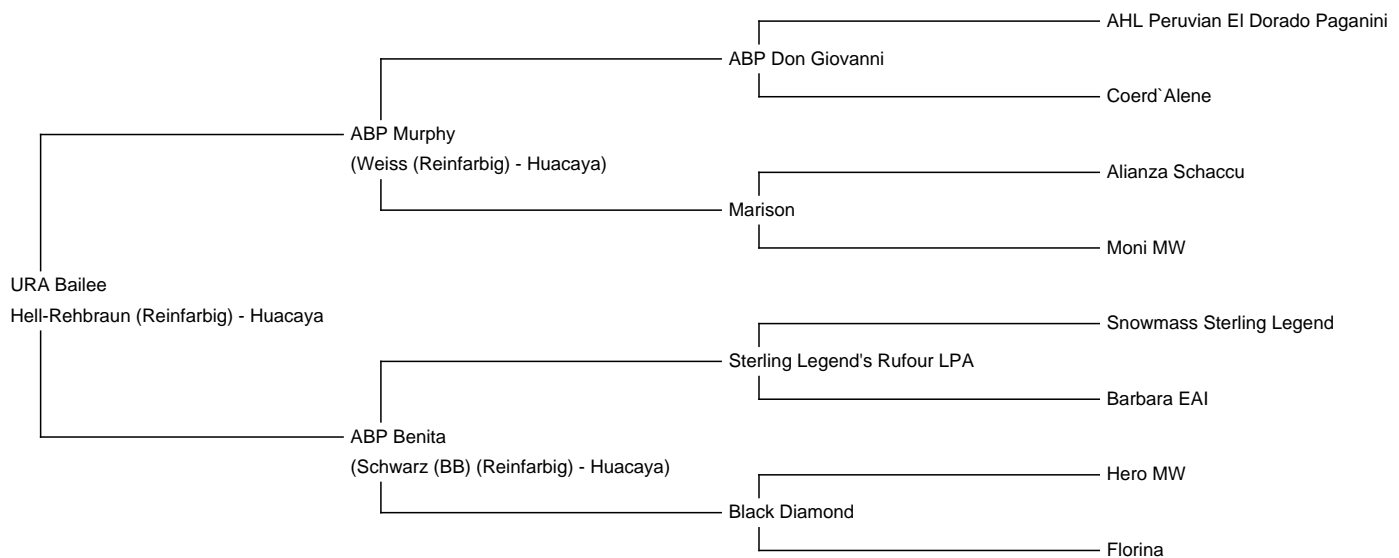 AHL Peruvian El Dorado Paganini
ABP Don Giovanni
Coerd`Alene
ABP Murphy
(Weiss (Reinfarbig) - Huacaya)
Alianza Schaccu
Marison
Moni MW
URA Bailee
Hell-Rehbraun (Reinfarbig) - Huacaya
Snowmass Sterling Legend
Sterling Legend's Rufour LPA
Barbara EAI
ABP Benita
(Schwarz (BB) (Reinfarbig) - Huacaya)
Hero MW
Black Diamond
Florina